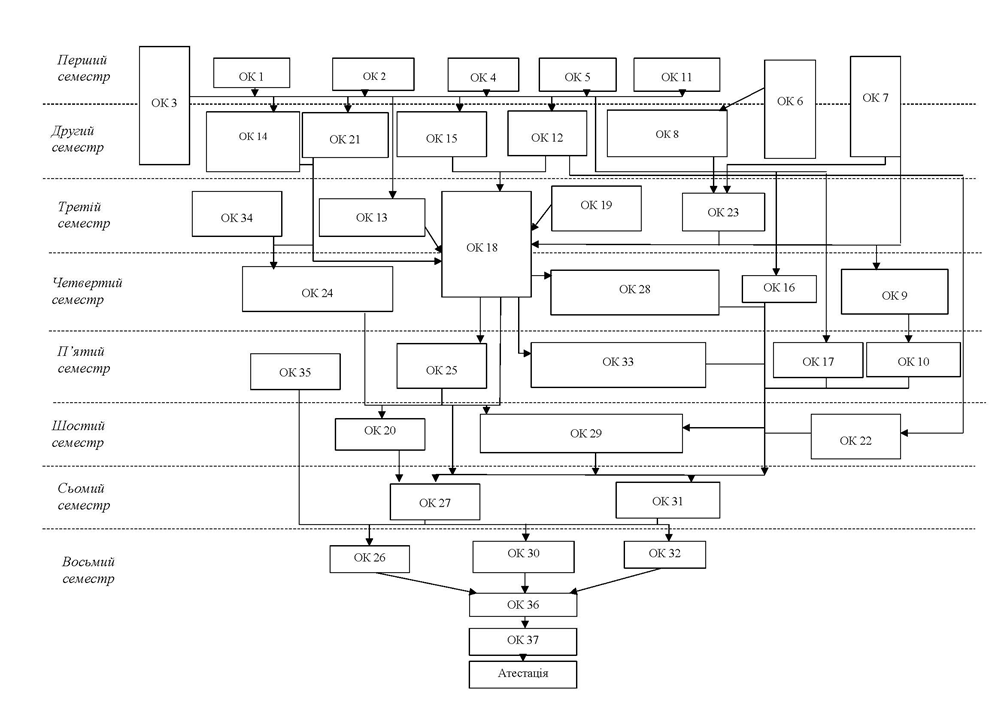 Перший
семестр
ОК 3
ОК 1
ОК 2
ОК 4
ОК 5
ОК 11
ОК 6
ОК 7
Другий
семестр
ОК 14
ОК 21
ОК 15
ОК 12
ОК 8
Третій
семестр
ОК 34
ОК 13
ОК 18
ОК 19
ОК 23
Четвертий
семестр
ОК 24
ОК 28
ОК 16
ОК 9
П’ятий
семестр
ОК 35
ОК 25
ОК 33
ОК 17
ОК 10
Шостий
семестр
ОК 20
ОК 29
ОК 22
Сьомий
семестр
ОК 27
ОК 31
Восьмий
семестр
ОК 26
ОК 30
ОК 32
ОК 36
ОК 37
Атестація